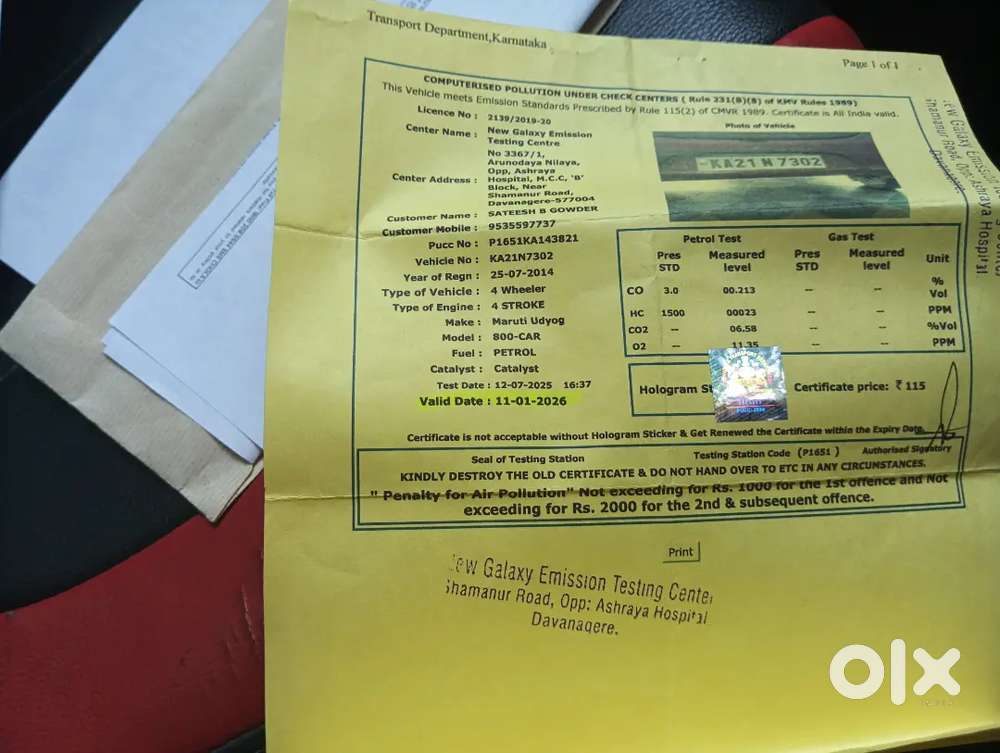 Transport Department,Karnataka
Page 1 of 1
COMPUTERISED POLLUTION UNDER CHECK CENTERS ( Rule 231(B)(8) of KMV Rules 1989)
This Vehicle meets Emission Standards Prescribed by Rule 115(2) of CMVR 1989. Certificate is All India valid.
Licence No : 2139/2019-20
Center Name : New Galaxy Emission
Testing Centre
Center Address : No 3367/1,
Arunodaya Nilaya,
Opp, Ashraya
Hospital, M.C.C, 'B'
Block, Near
Shamanur Road,
Davanagere-577004
Customer Name : SATEESH B GOWDER
Customer Mobile : 9535597737
Pucc No : P1651KA143821
Vehicle No : KA21N7302
Year of Regn : 25-07-2014
Type of Vehicle : 4 Wheeler
Type of Engine : 4 STROKE
Make : Maruti Udyog
Model : 800-CAR
Fuel : PETROL
Catalyst : Catalyst
Test Date : 12-07-2025 16:37
Valid Date : 11-01-2026
Photo of Vehicle
KA21 N 7302
Petrol Test Gas Test Unit
Pres STD Measured level Pres STD Measured level
CO 3.0 00.213 -- -- % Vol
HC 1500 00023 -- -- PPM
CO2 -- 06.58 -- -- %Vol
O2 -- 11.35 -- -- PPM
Hologram St
Certificate price: ₹ 115
Certificate is not acceptable without Hologram Sticker & Get Renewed the Certificate within the Expiry Date.
Seal of Testing Station Testing Station Code (P1651 ) Authorised Signatory
KINDLY DESTROY THE OLD CERTIFICATE & DO NOT HAND OVER TO ETC IN ANY CIRCUMSTANCES.
" Penalty for Air Pollution" Not exceeding for Rs. 1000 for the 1st offence and Not
exceeding for Rs. 2000 for the 2nd & subsequent offence.
Print
New Galaxy Emission Testing Center
Shamanur Road, Opp: Ashraya Hospital
Davanagere.
olx